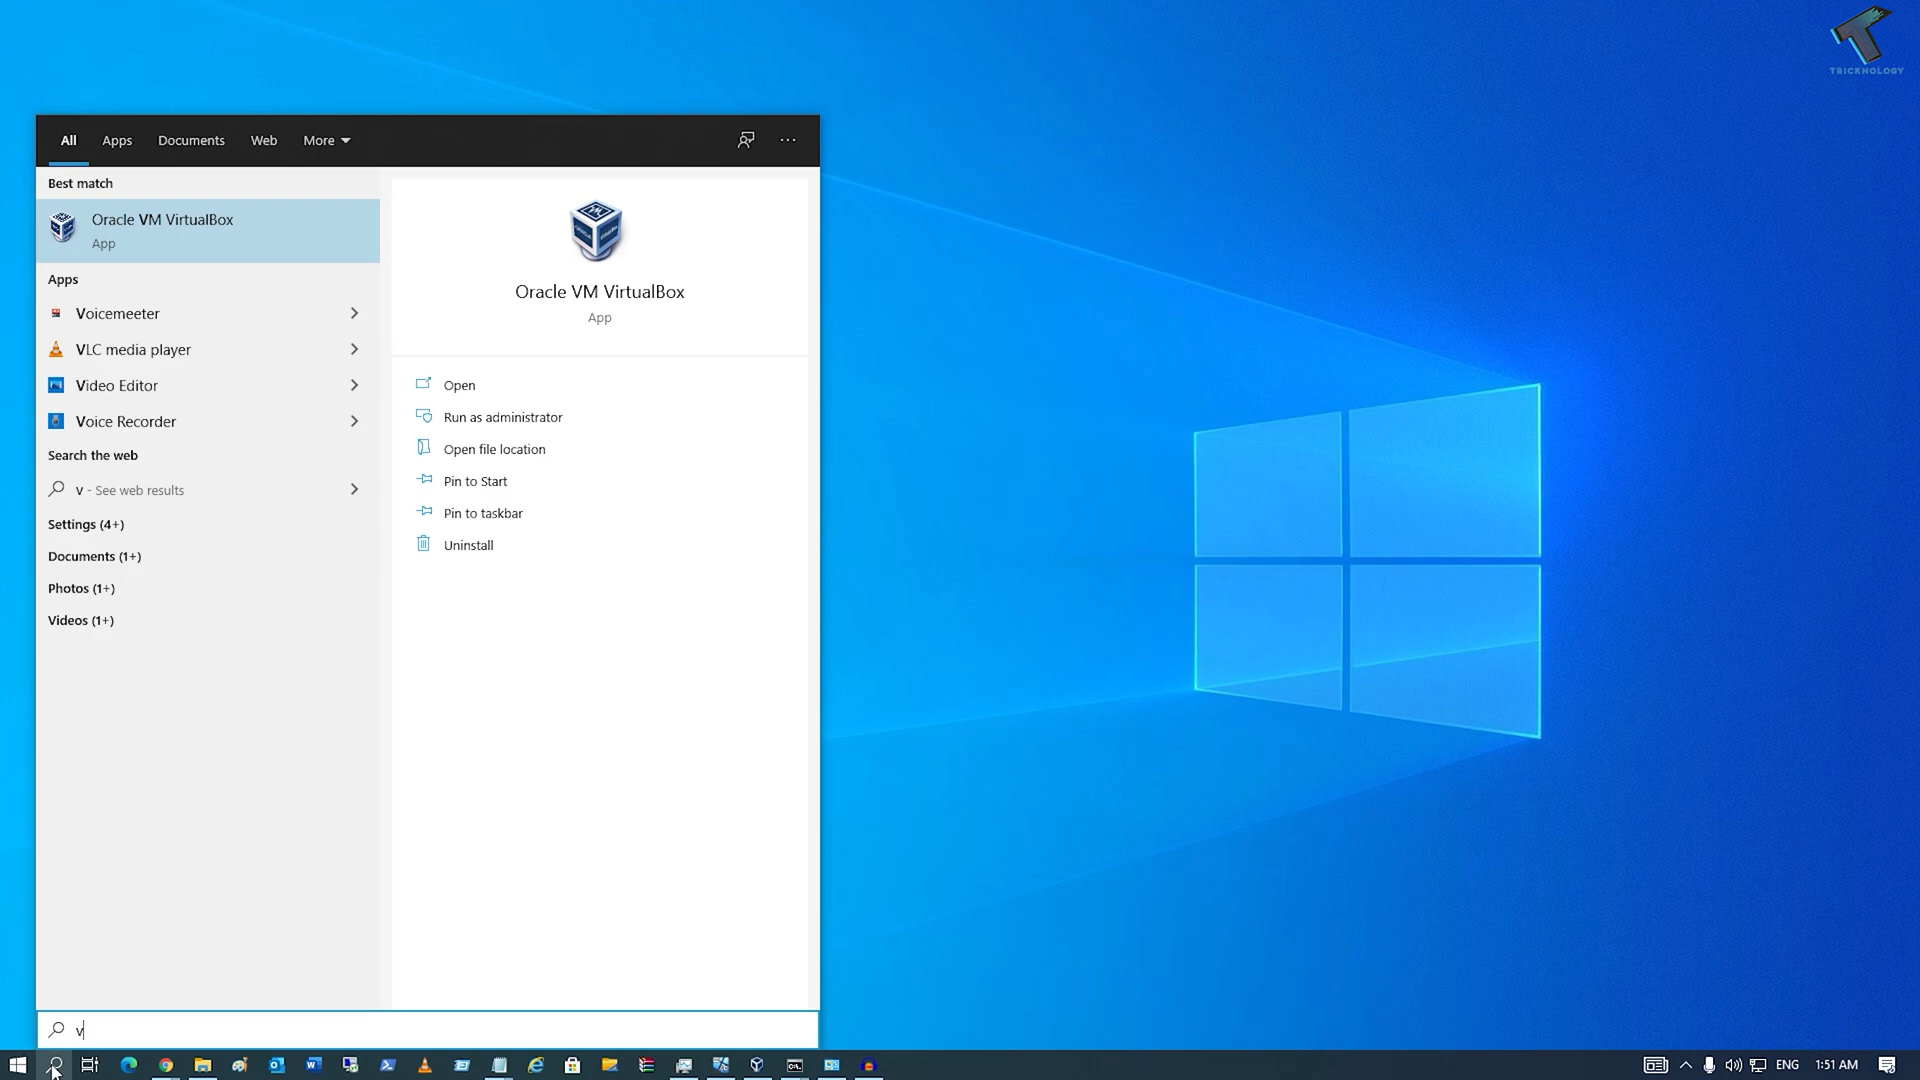 TRICKNOLOGY
All Apps Documents Web More
Best match
Oracle VM VirtualBox
App
Apps
Voicemeeter
VLC media player
Video Editor
Voice Recorder
Search the web
v - See web results
Settings (4+)
Documents (1+)
Photos (1+)
Videos (1+)
Oracle VM VirtualBox
App
Open
Run as administrator
Open file location
Pin to Start
Pin to taskbar
Uninstall
v
ENG 1:51 AM